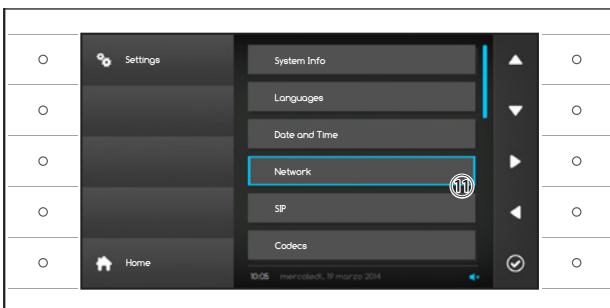 Settings
Home
System Info
Languages
Date and Time
Network
11
SIP
Codecs
10:05 mercoledì, 19 marzo 2014